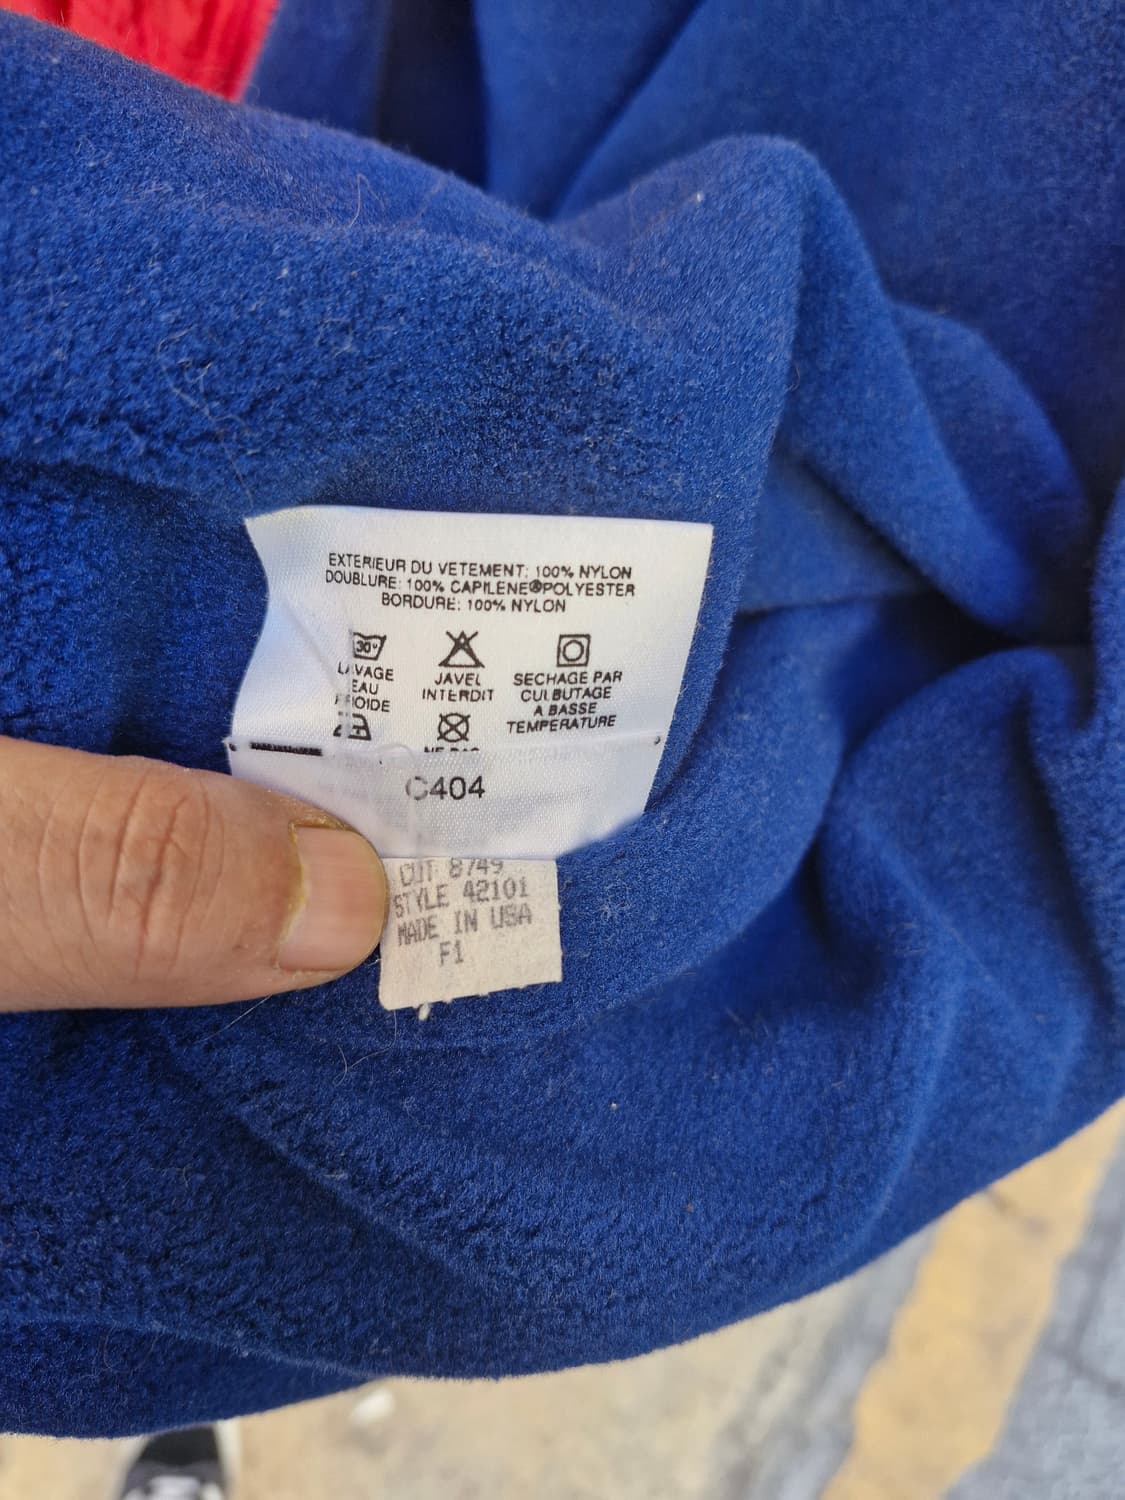 EXTERIEUR DU VETEMENT: 100% NYLON
DOUBLURE: 100% CAPILENE®POLYESTER
BORDURE: 100% NYLON
30°
LAVAGE
EAU
FROIDE
JAVEL
INTERDIT
SECHAGE PAR
CULBUTAGE
A BASSE
TEMPERATURE
C404
CUT 8749
STYLE 42101
MADE IN USA
F1